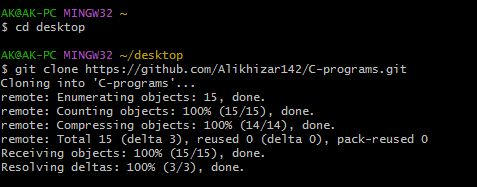 AK@AK-PC MINGW32 ~
$ cd desktop
AK@AK-PC MINGW32 ~/desktop
$ git clone https://github.com/Alikhizar142/C-programs.git
Cloning into 'C-programs'...
remote: Enumerating objects: 15, done.
remote: Counting objects: 100% (15/15), done.
remote: Compressing objects: 100% (14/14), done.
remote: Total 15 (delta 3), reused 0 (delta 0), pack-reused 0
Receiving objects: 100% (15/15), done.
Resolving deltas: 100% (3/3), done.